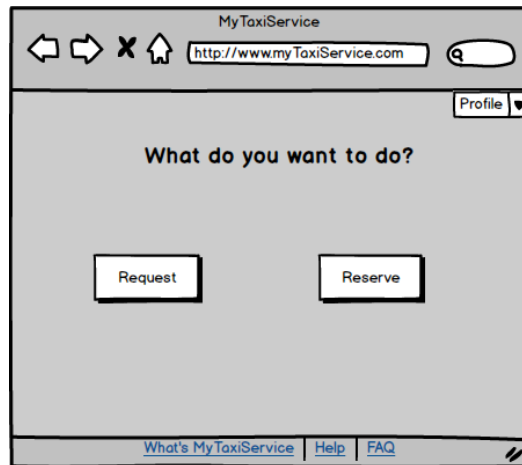 MyTaxiService
http://www.myTaxiService.com
Profile
What do you want to do?
Request Reserve
What's MyTaxiService Help FAQ